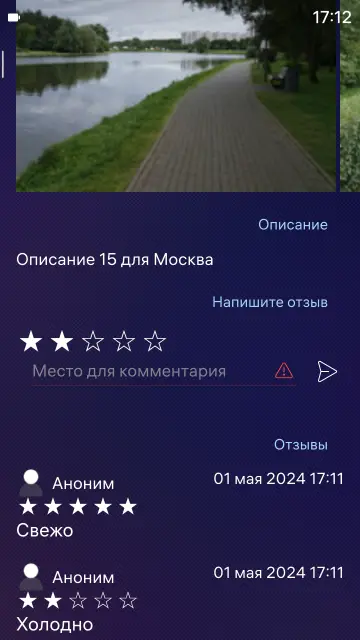 17:12
Описание
Описание 15 для Москва
Напишите отзыв
Место для комментария
Отзывы
Аноним
01 мая 2024 17:11
Свежо
Аноним
01 мая 2024 17:11
Холодно